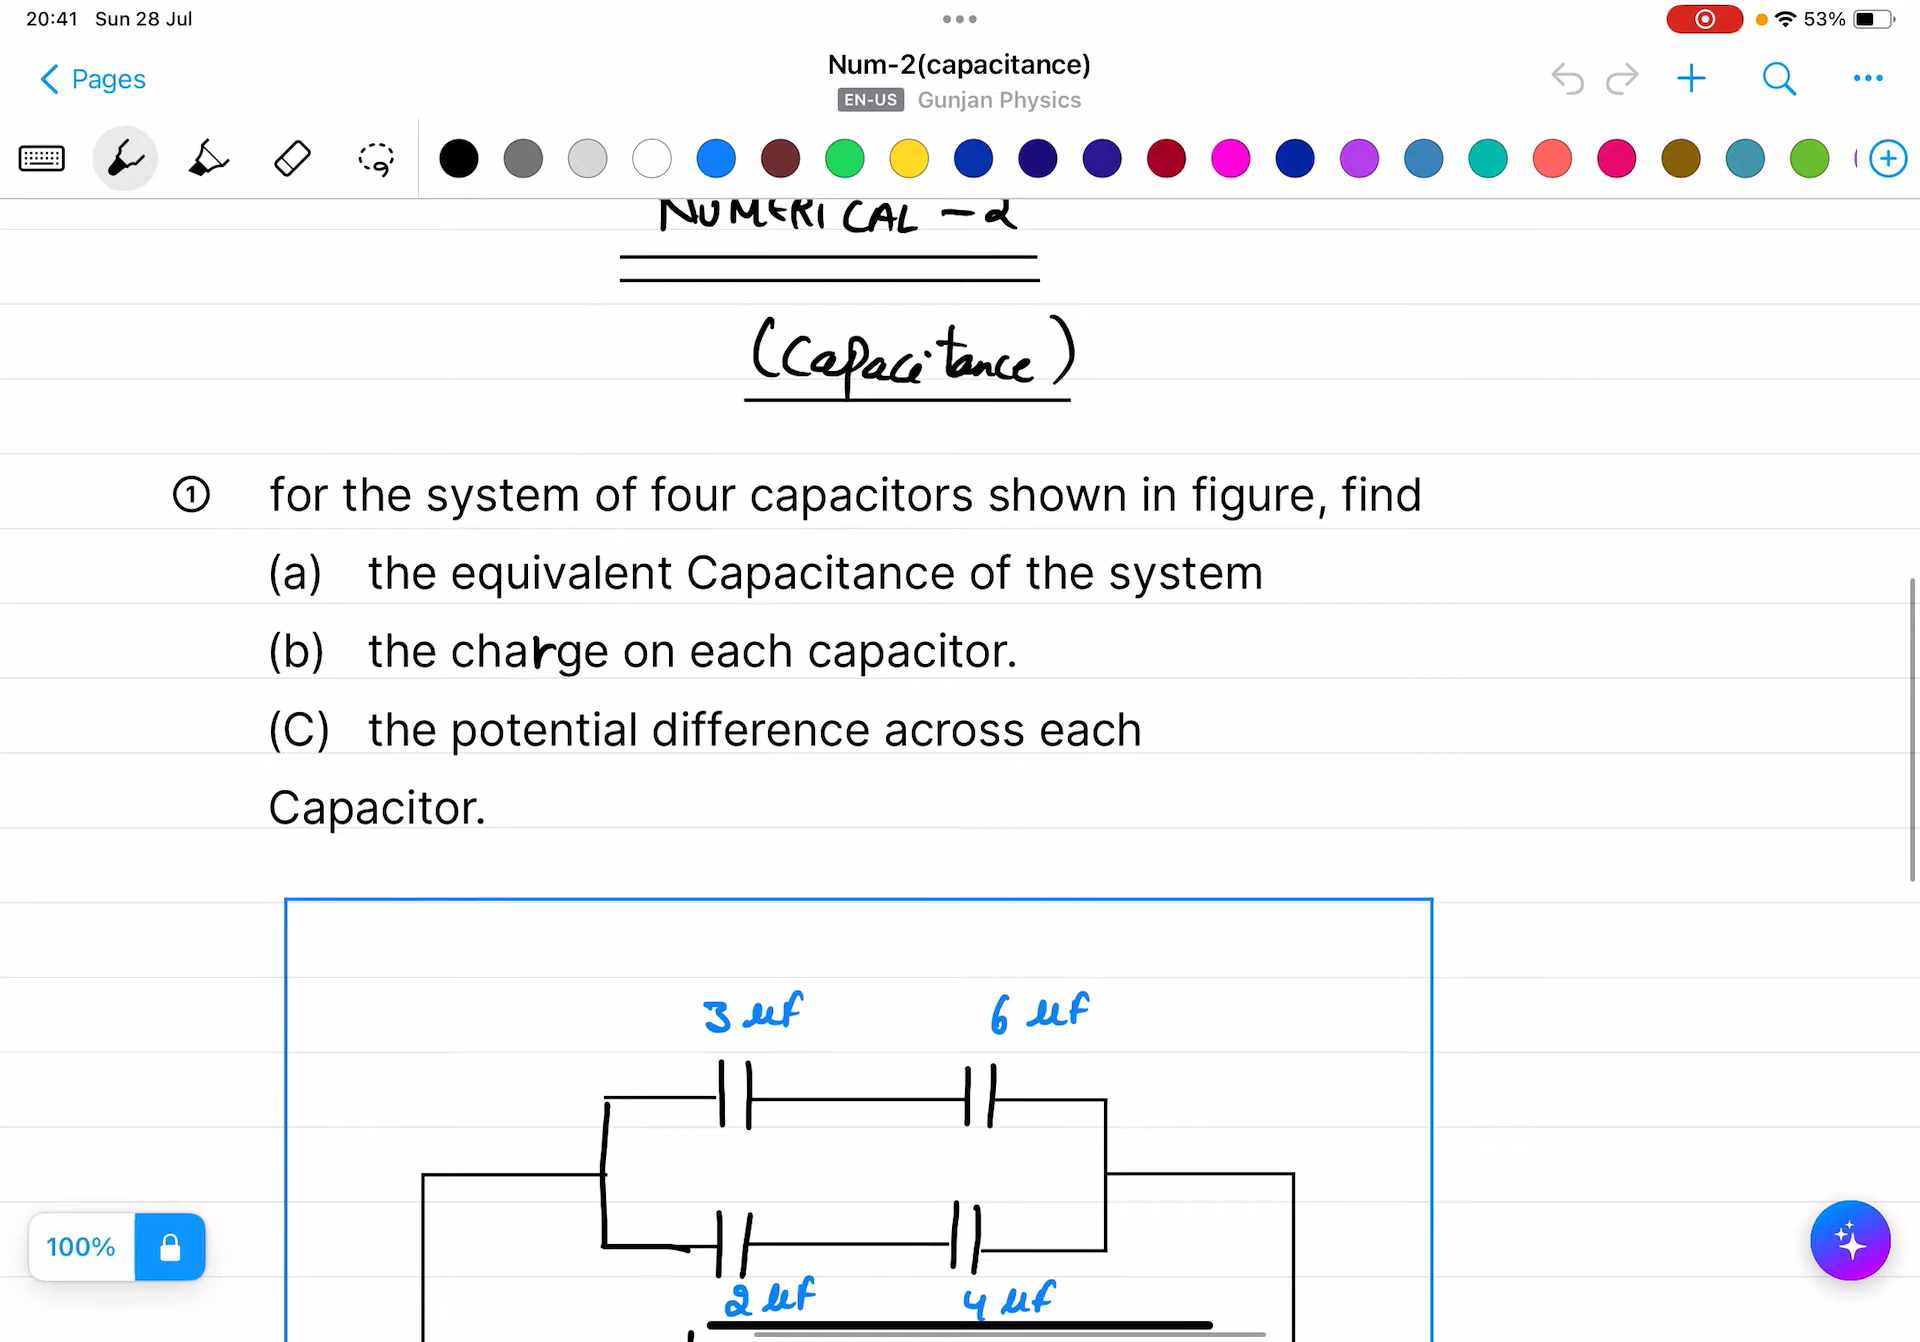 20:41 Sun 28 Jul
53%
Pages
Num-2(capacitance)
EN-US Gunjan Physics
NUMERICAL - 2
(Capacitance)
① for the system of four capacitors shown in figure, find
(a) the equivalent Capacitance of the system
(b) the charge on each capacitor.
(C) the potential difference across each
Capacitor.
3 μf 6 μf
2 μf 4 μf
100%